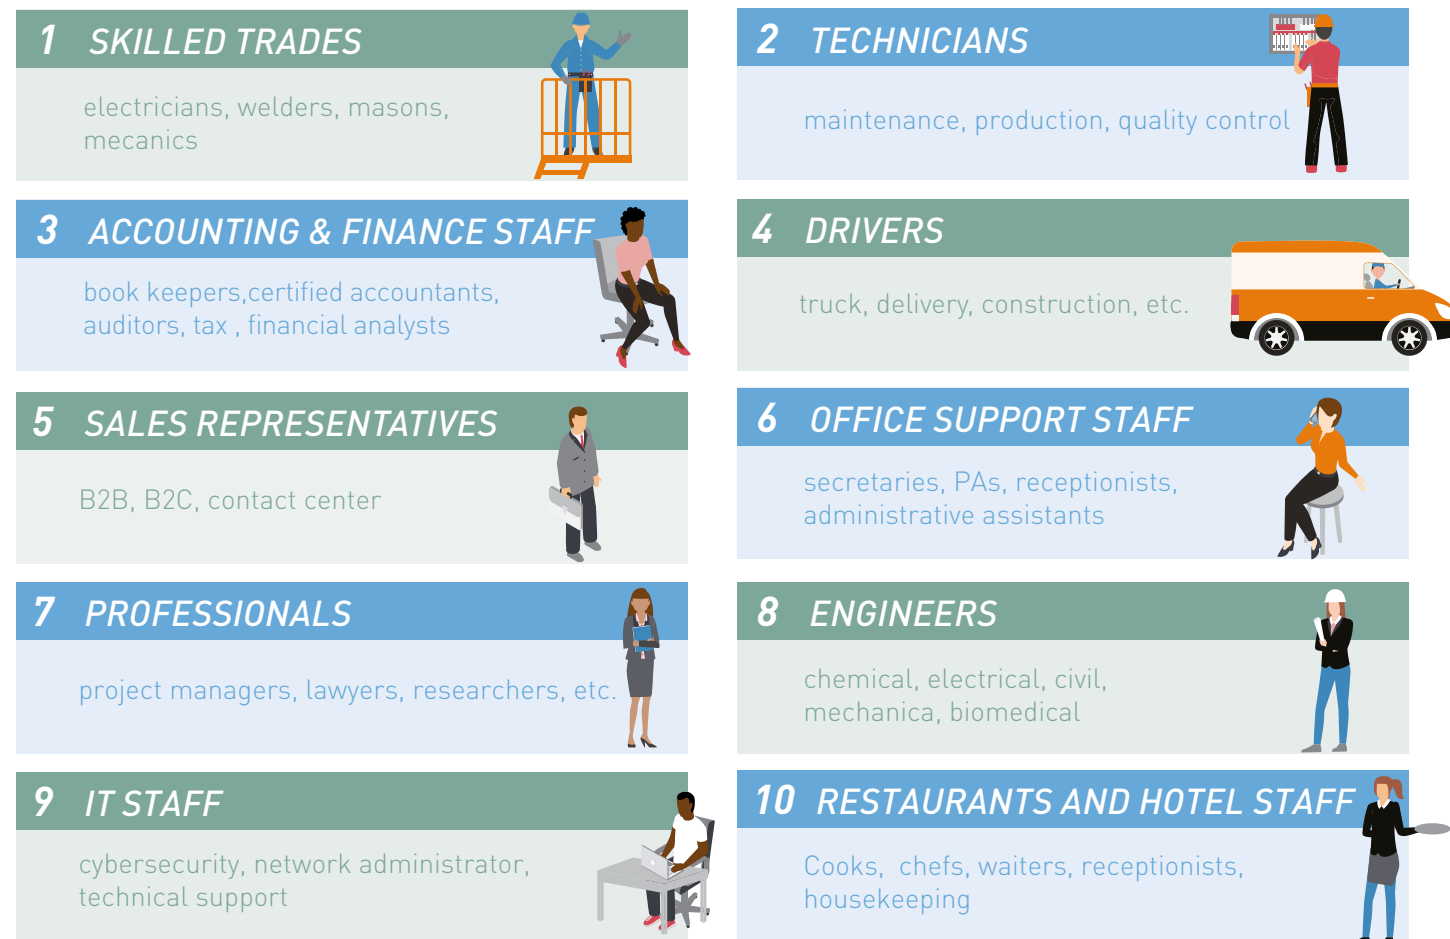 1 SKILLED TRADES
electricians, welders, masons,
mecanics
2 TECHNICIANS
maintenance, production, quality control
3 ACCOUNTING & FINANCE STAFF
book keepers,certified accountants,
auditors, tax , financial analysts
4 DRIVERS
truck, delivery, construction, etc.
5 SALES REPRESENTATIVES
B2B, B2C, contact center
6 OFFICE SUPPORT STAFF
secretaries, PAs, receptionists,
administrative assistants
7 PROFESSIONALS
project managers, lawyers, researchers, etc.
8 ENGINEERS
chemical, electrical, civil,
mechanica, biomedical
9 IT STAFF
cybersecurity, network administrator,
technical support
10 RESTAURANTS AND HOTEL STAFF
Cooks,  chefs, waiters, receptionists,
housekeeping